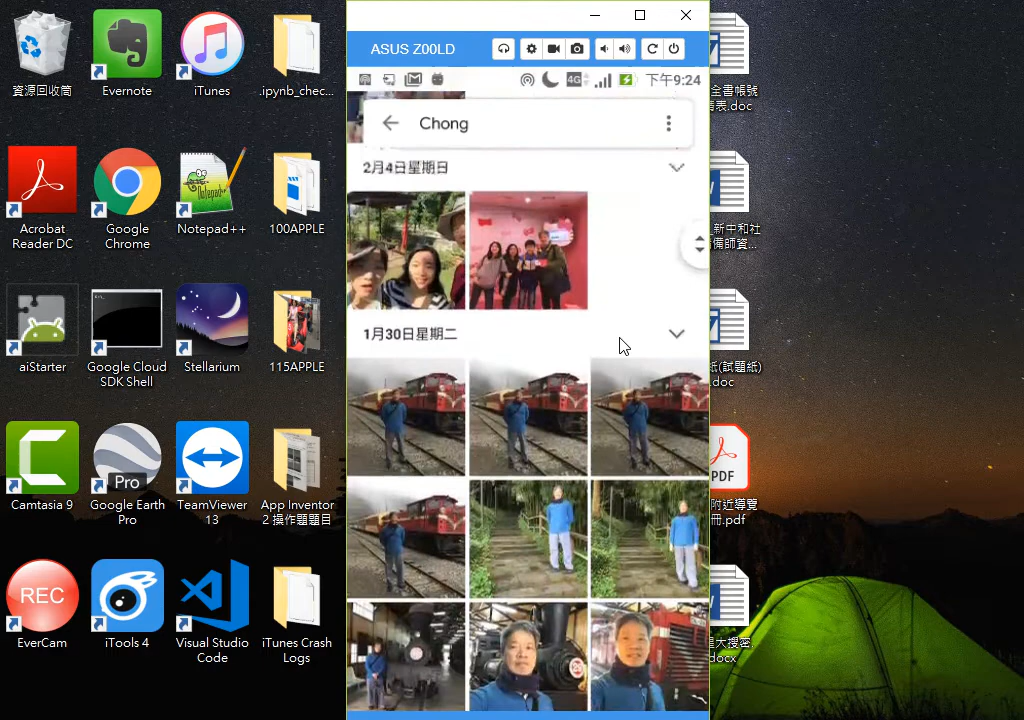 資源回收筒
Evernote
iTunes
.ipynb_chec...
Acrobat
Reader DC
Google
Chrome
Notepad++
100APPLE
aiStarter
Google Cloud
SDK Shell
Stellarium
115APPLE
Camtasia 9
Pro
Google Earth
Pro
TeamViewer
13
App Inventor
2 操作題題目
REC
EverCam
iTools 4
Visual Studio
Code
iTunes Crash
Logs
ASUS Z00LD
4G
下午9:24
Chong
2月4日星期日
1月30日星期二
全書帳號
表.doc
新中和社
備師資...
紙(試題紙)
.doc
PDF
附近導覽
冊.pdf
大搜密.
docx